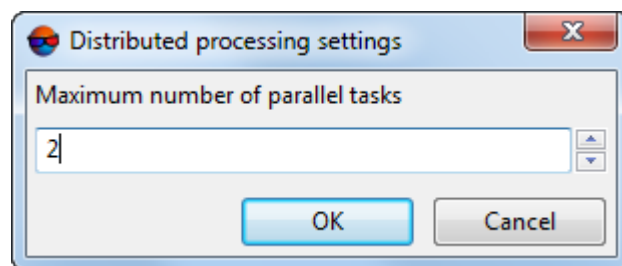 Distributed processing settings
Maximum number of parallel tasks
2
OK Cancel